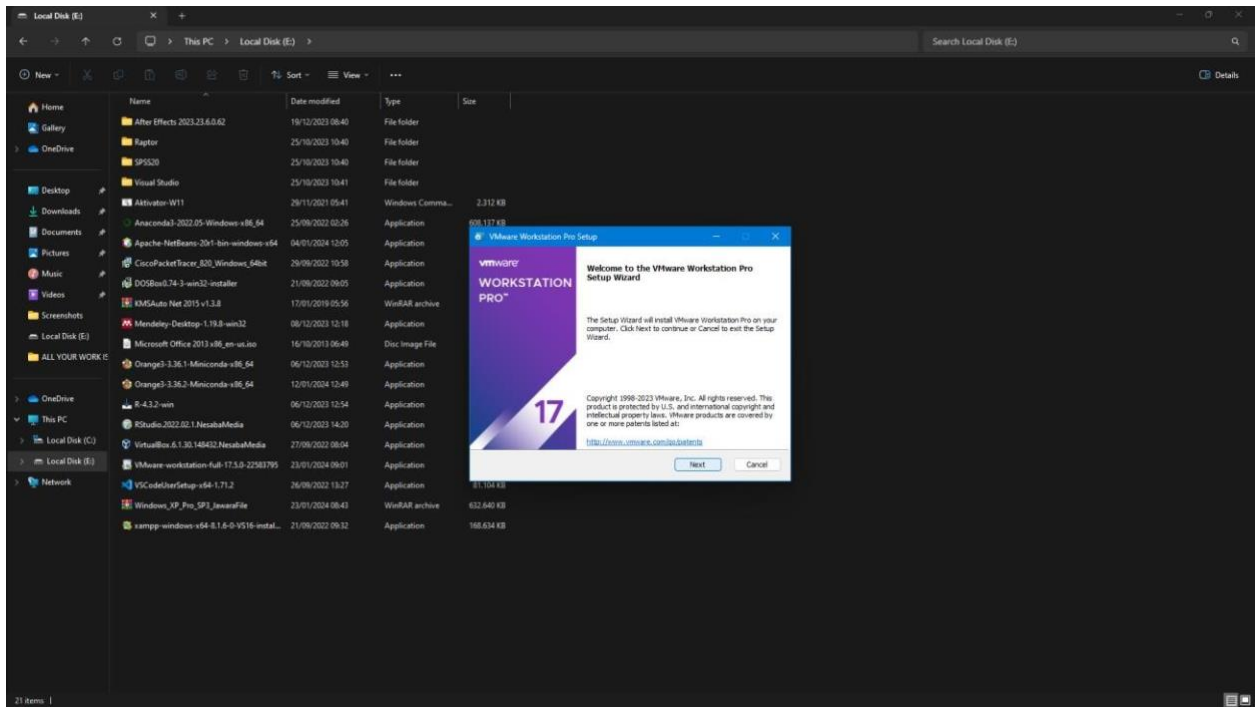 Local Disk (E:)
This PC > Local Disk (E:) >
Search Local Disk (E:)
New
Sort
View
Details
Name Date modified Type Size
Home
Gallery
OneDrive
Desktop
Downloads
Documents
Pictures
Music
Videos
Screenshots
Local Disk (E:)
ALL YOUR WORK IS
OneDrive
This PC
Local Disk (C:)
Local Disk (E:)
Network
After Effects 2023.23.6.0.62 19/12/2023 08:40 File folder
Raptor 25/10/2023 10:40 File folder
SPSS20 25/10/2023 10:40 File folder
Visual Studio 25/10/2023 10:41 File folder
Aktivator-W11 29/11/2021 05:41 Windows Comma... 2.312 KB
Anaconda3-2022.05-Windows-x86_64 25/09/2022 02:26 Application 608.137 KB
Apache-NetBeans-20r1-bin-windows-x64 04/01/2024 12:05 Application
CiscoPacketTracer_820_Windows_64bit 29/09/2022 10:58 Application
DOSBox0.74-3-win32-installer 21/09/2022 09:05 Application
KMSAuto Net 2015 v1.3.8 17/01/2019 05:56 WinRAR archive
Mendeley-Desktop-1.19.8-win32 08/12/2023 12:18 Application
Microsoft Office 2013 x86_en-us.iso 16/10/2013 06:49 Disc Image File
Orange3-3.36.1-Miniconda-x86_64 06/12/2023 12:53 Application
Orange3-3.36.2-Miniconda-x86_64 12/01/2024 12:49 Application
R-4.3.2-win 06/12/2023 12:54 Application
RStudio.2022.02.1.NesabaMedia 06/12/2023 14:20 Application
VirtualBox.6.1.30.148432.NesabaMedia 27/09/2022 08:04 Application
VMware-workstation-full-17.5.0-22583795 23/01/2024 09:01 Application
VSCodeUserSetup-x64-1.71.2 26/09/2022 13:27 Application 81.104 KB
Windows_XP_Pro_SP3_JawaraFile 23/01/2024 08:43 WinRAR archive 632.640 KB
xampp-windows-x64-8.1.6-0-VS16-instal... 21/09/2022 09:32 Application 168.634 KB
VMware Workstation Pro Setup
vmware
WORKSTATION
PRO™
17
Welcome to the VMware Workstation Pro
Setup Wizard
The Setup Wizard will install VMware Workstation Pro on your
computer. Click Next to continue or Cancel to exit the Setup
Wizard.
Copyright 1998-2023 VMware, Inc. All rights reserved. This
product is protected by U.S. and international copyright and
intellectual property laws. VMware products are covered by
one or more patents listed at:
http://www.vmware.com/go/patents
Next
Cancel
21 items